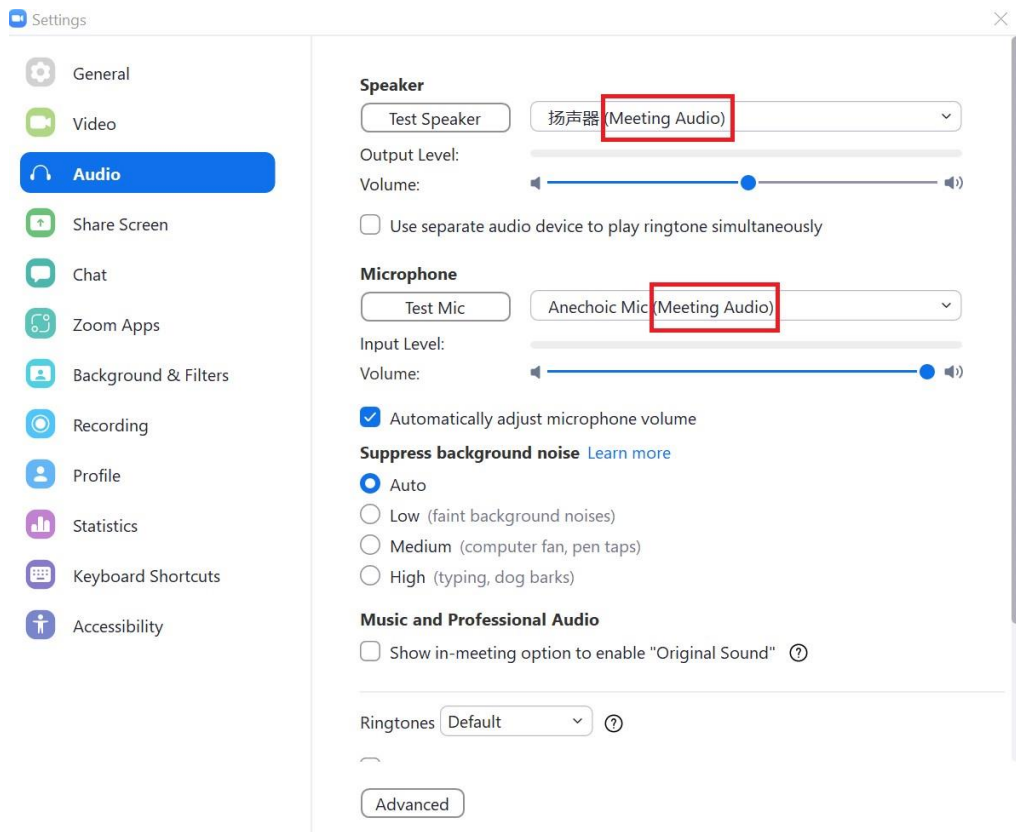 Settings
General
Video
Audio
Share Screen
Chat
Zoom Apps
Background & Filters
Recording
Profile
Statistics
Keyboard Shortcuts
Accessibility
Speaker
Test Speaker 扬声器 (Meeting Audio)
Output Level:
Volume:
Use separate audio device to play ringtone simultaneously
Microphone
Test Mic Anechoic Mic (Meeting Audio)
Input Level:
Volume:
Automatically adjust microphone volume
Suppress background noise Learn more
Auto
Low (faint background noises)
Medium (computer fan, pen taps)
High (typing, dog barks)
Music and Professional Audio
Show in-meeting option to enable "Original Sound" ?
Ringtones Default ?
Advanced